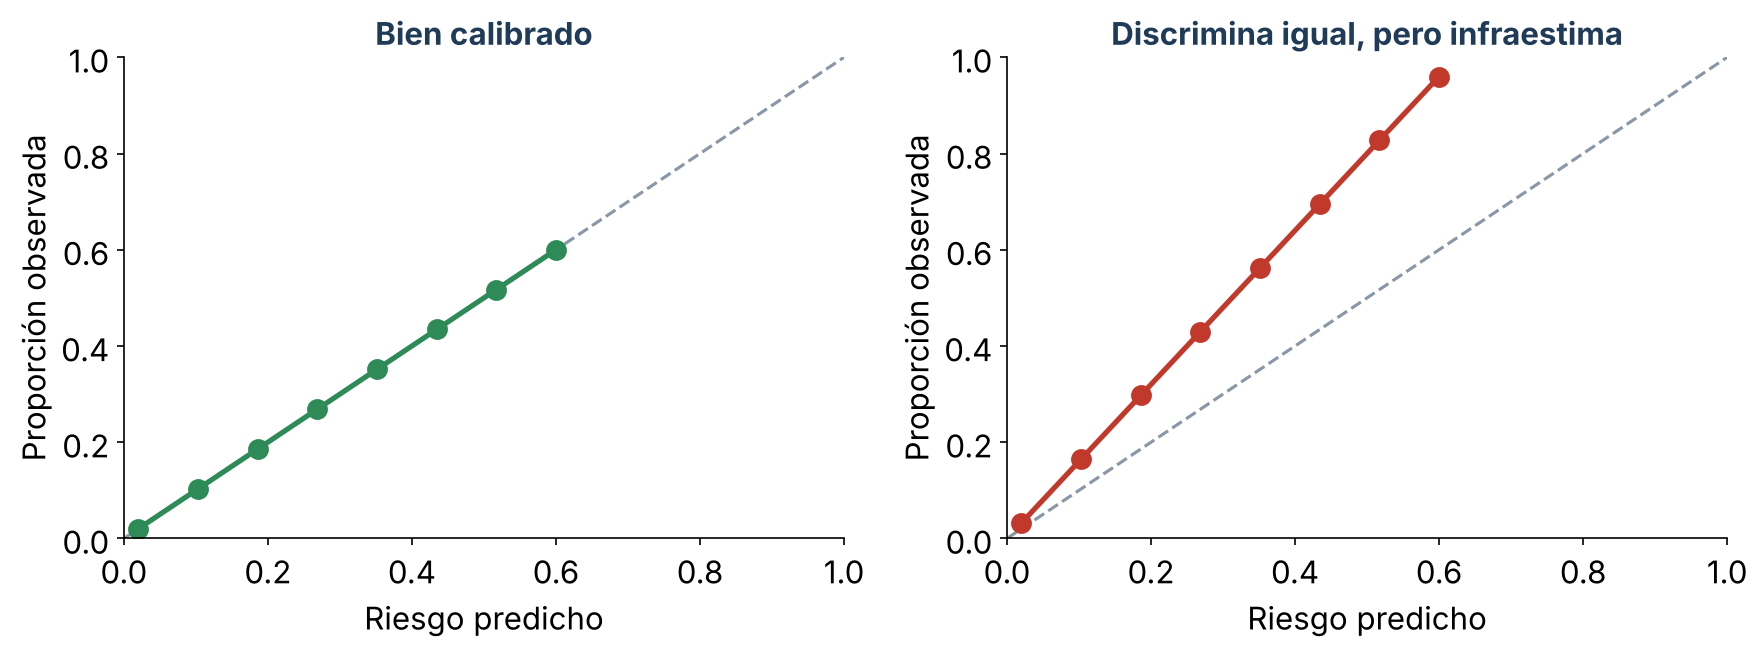 Bien calibrado
1.0
0.8
0.6
0.4
0.2
0.0
Proporción observada
0.0 0.2 0.4 0.6 0.8 1.0
Riesgo predicho
Discrimina igual, pero infraestima
1.0
0.8
0.6
0.4
0.2
0.0
Proporción observada
0.0 0.2 0.4 0.6 0.8 1.0
Riesgo predicho